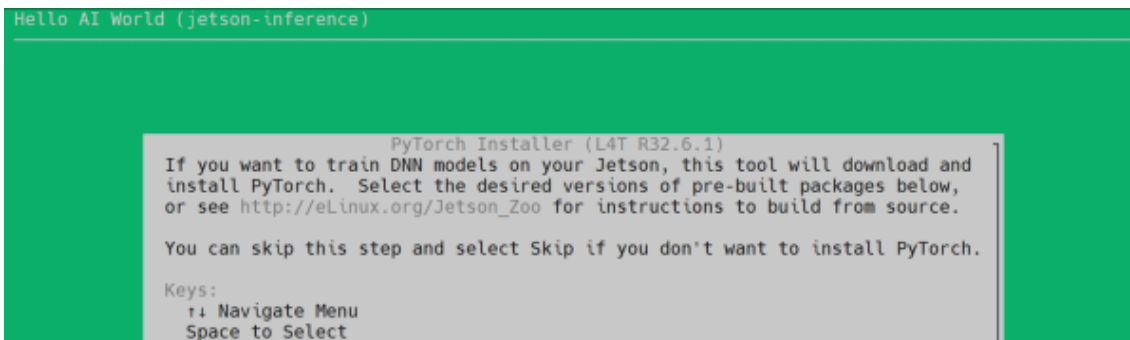 Hello AI World (jetson-inference)
PyTorch Installer (L4T R32.6.1)
If you want to train DNN models on your Jetson, this tool will download and
install PyTorch.  Select the desired versions of pre-built packages below,
or see http://eLinux.org/Jetson_Zoo for instructions to build from source.
You can skip this step and select Skip if you don't want to install PyTorch.
Keys:
↑↓ Navigate Menu
Space to Select